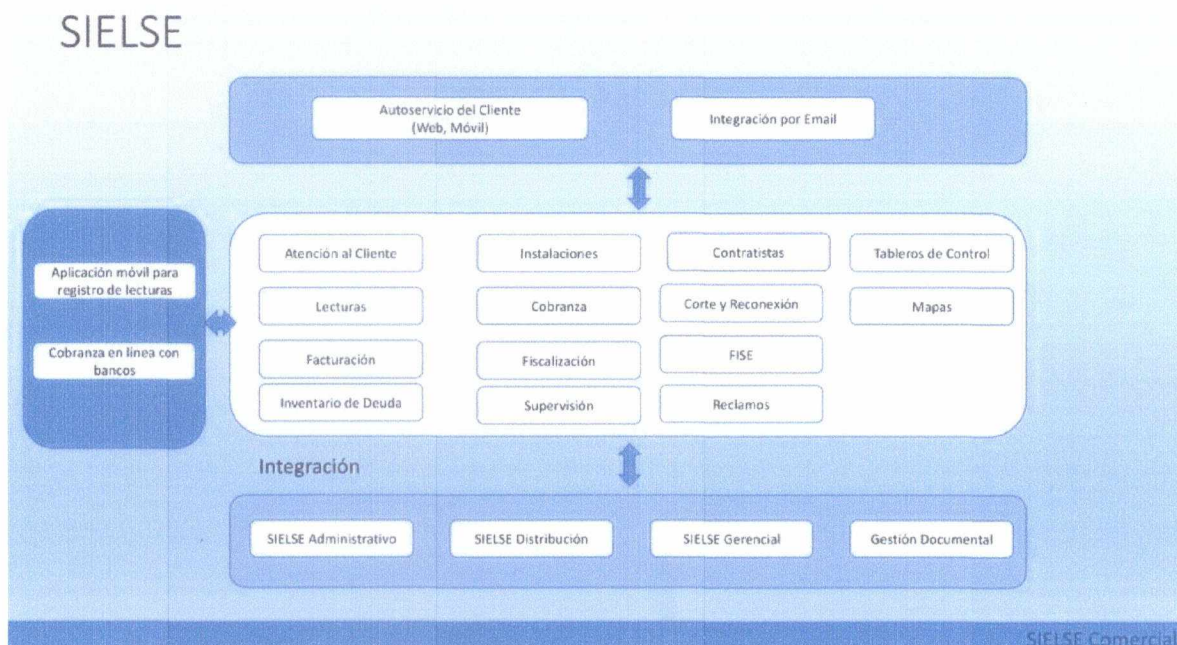 SIELSE
Autoservicio del Cliente
(Web, Móvil)
Integración por Email
Aplicación móvil para
registro de lecturas
Cobranza en línea con
bancos
Atención al Cliente
Instalaciones
Contratistas
Tableros de Control
Lecturas
Cobranza
Corte y Reconexión
Mapas
Facturación
Fiscalización
FISE
Inventario de Deuda
Supervisión
Reclamos
Integración
SIELSE Administrativo
SIELSE Distribución
SIELSE Gerencial
Gestión Documental
SIELSE Comercial